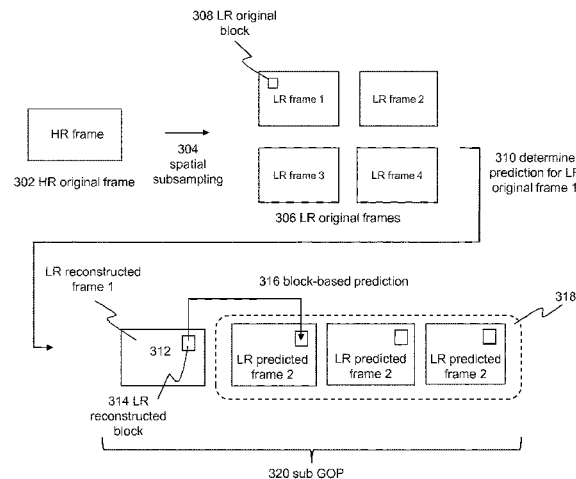 308 LR original
block
LR frame 1
LR frame 2
HR frame
304
spatial
subsampling
302 HR original frame
LR frame 3
LR frame 4
306 LR original frames
310 determine
prediction for LR
original frame 1
LR reconstructed
frame 1
316 block-based prediction
318
312
LR predicted
frame 2
LR predicted
frame 2
LR predicted
frame 2
314 LR
reconstructed
block
320 sub GOP